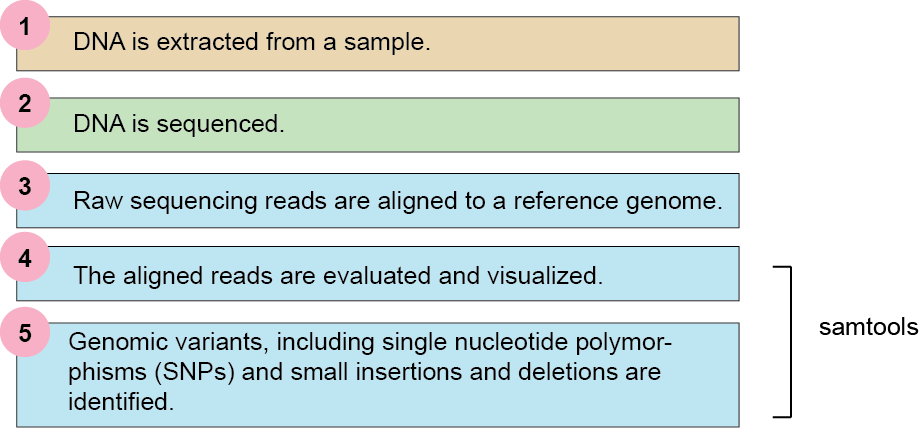 1
DNA is extracted from a sample.
2
DNA is sequenced.
3
Raw sequencing reads are aligned to a reference genome.
4
The aligned reads are evaluated and visualized.
5
Genomic variants, including single nucleotide polymor-
phisms (SNPs) and small insertions and deletions are
identified.
samtools